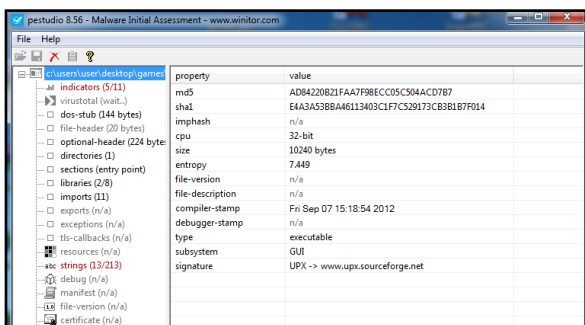 pestudio 8.56 - Malware Initial Assessment - www.winitor.com
File Help
c:\users\user\desktop\games
indicators (5/11)
virustotal (wait..)
dos-stub (144 bytes)
file-header (20 bytes)
optional-header (224 byte
directories (1)
sections (entry point)
libraries (2/8)
imports (11)
exports (n/a)
exceptions (n/a)
tls-callbacks (n/a)
resources (n/a)
abc strings (13/213)
debug (n/a)
manifest (n/a)
1.0 file-version (n/a)
certificate (n/a)
property value
md5 AD84220B21FAA7F98ECC05C504ACD7B7
sha1 E4A3A53BBA46113403C1F7C529173CB3B1B7F014
imphash n/a
cpu 32-bit
size 10240 bytes
entropy 7.449
file-version n/a
file-description n/a
compiler-stamp Fri Sep 07 15:18:54 2012
debugger-stamp n/a
type executable
subsystem GUI
signature UPX -> www.upx.sourceforge.net